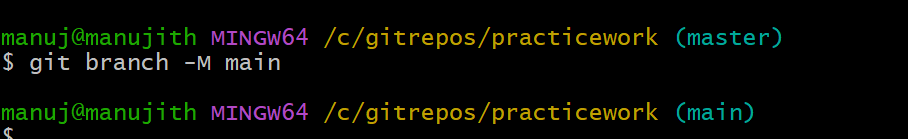 manuj@manujith MINGW64 /c/gitrepos/practicework (master)
$ git branch -M main
manuj@manujith MINGW64 /c/gitrepos/practicework (main)
$